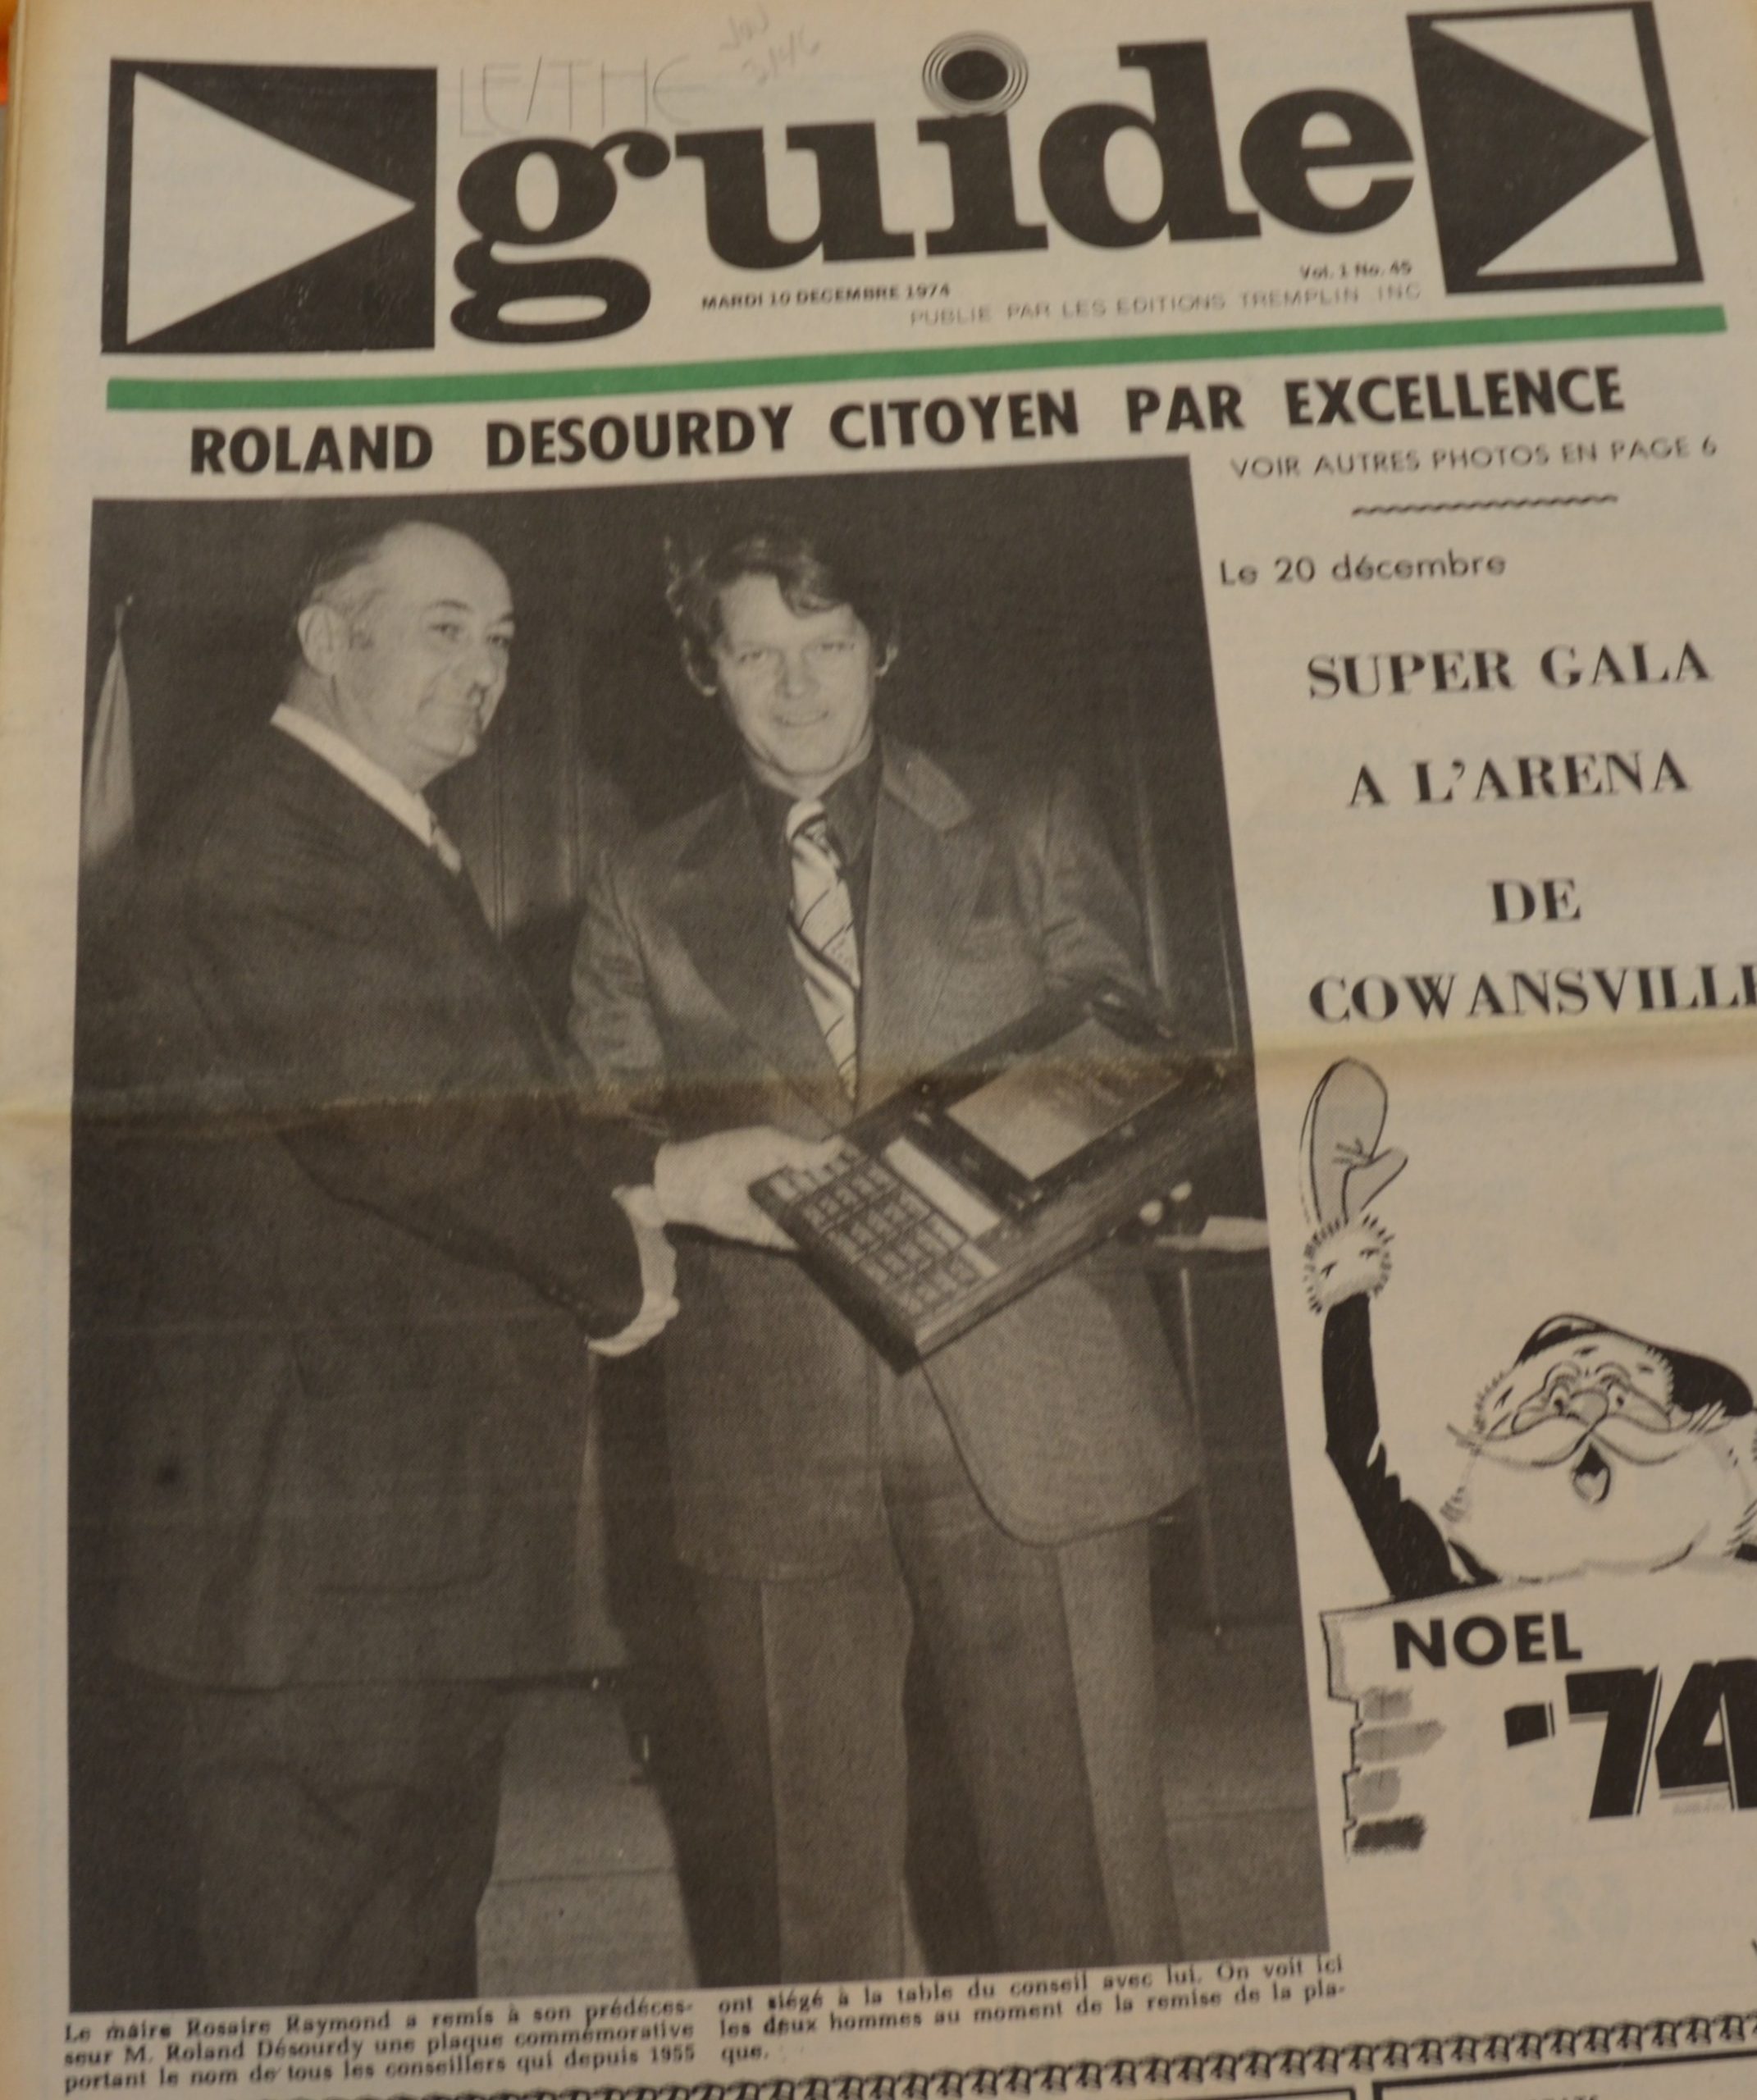 LE/THE
guide
Vol. 1 No. 45
MARDI 10 DECEMBRE 1974
PUBLIE PAR LES EDITIONS TREMPLIN INC
ROLAND DESOURDY CITOYEN PAR EXCELLENCE
VOIR AUTRES PHOTOS EN PAGE 6
Le 20 décembre
SUPER GALA
A L'ARENA
DE
COWANSVILLE
NOEL
'74
Le maire Rosaire Raymond a remis à son prédéces-
seur M. Roland Désourdy une plaque commémorative
portant le nom de tous les conseillers qui depuis 1955
ont siégé à la table du conseil avec lui. On voit ici
les deux hommes au moment de la remise de la pla-
que.